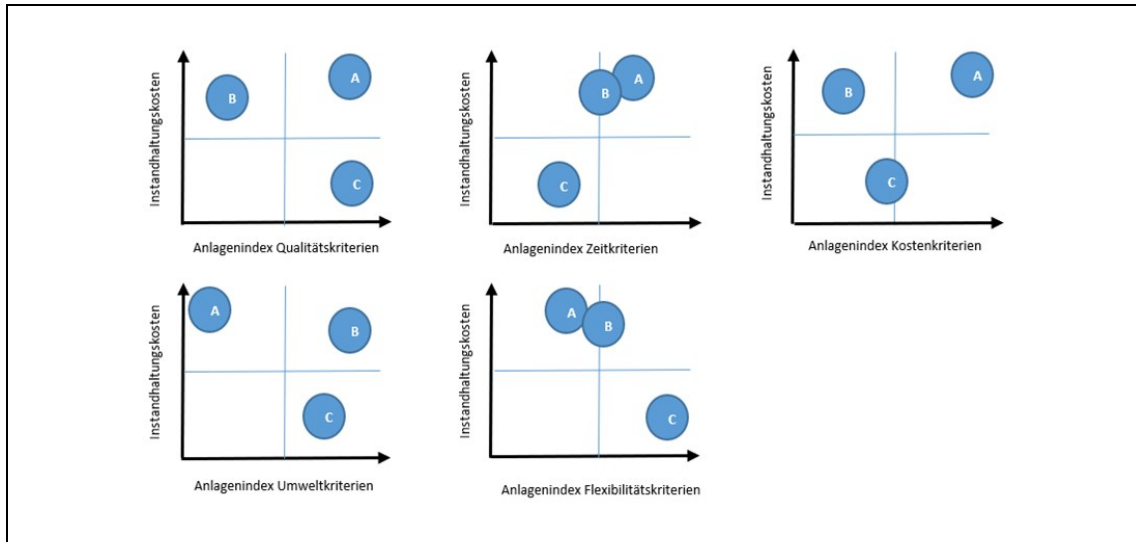 Instandhaltungskosten
B
A
C
Anlagenindex Qualitätskriterien
Instandhaltungskosten
B
A
C
Anlagenindex Zeitkriterien
Instandhaltungskosten
B
A
C
Anlagenindex Kostenkriterien
Instandhaltungskosten
A
B
C
Anlagenindex Umweltkriterien
Instandhaltungskosten
A
B
C
Anlagenindex Flexibilitätskriterien